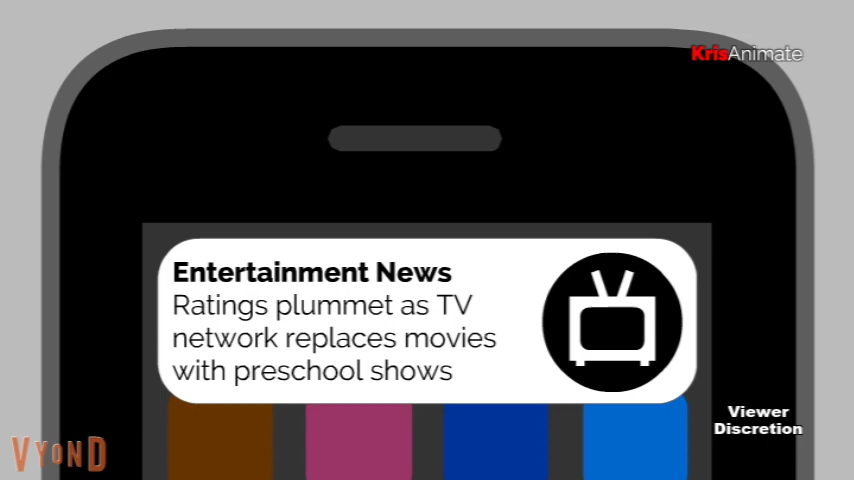 KrisAnimate
Entertainment News
Ratings plummet as TV
network replaces movies
with preschool shows
Viewer
Discretion
VYOND